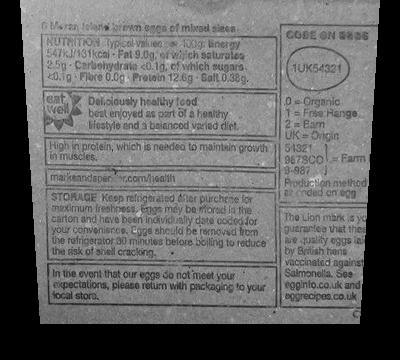 6 Maran Island brown eggs of mixed sizes
NUTRITION Typical values per 100g: Energy
547kJ/131kcal · Fat 9.0g, of which saturates
2.5g · Carbohydrate <0.1g, of which sugars
<0.1g · Fibre 0.0g · Protein 12.6g · Salt 0.38g.
eat well
Deliciously healthy food
best enjoyed as part of a healthy
lifestyle and a balanced varied diet.
High in protein, which is needed to maintain growth
in muscles.
/health
STORAGE Keep refrigerated after purchase for
maximum freshness. Eggs may be stored in the
carton and have been individually date coded for
your convenience. Eggs should be removed from
the refrigerator 30 minutes before boiling to reduce
the risk of shell cracking.
In the event that our eggs do not meet your
expectations, please return with packaging to your
local store.
CODE ON EGGS
1UK54321
0 = Organic
1 = Free Range
2 = Barn
UK = Origin
54321
987SCO = Farm
9-987
Production method
as coded on egg
The Lion mark is
guarantee that the
are quality eggs
by British hens
vaccinated against
Salmonella. See
egginfo.co.uk and
eggrecipes.co.uk